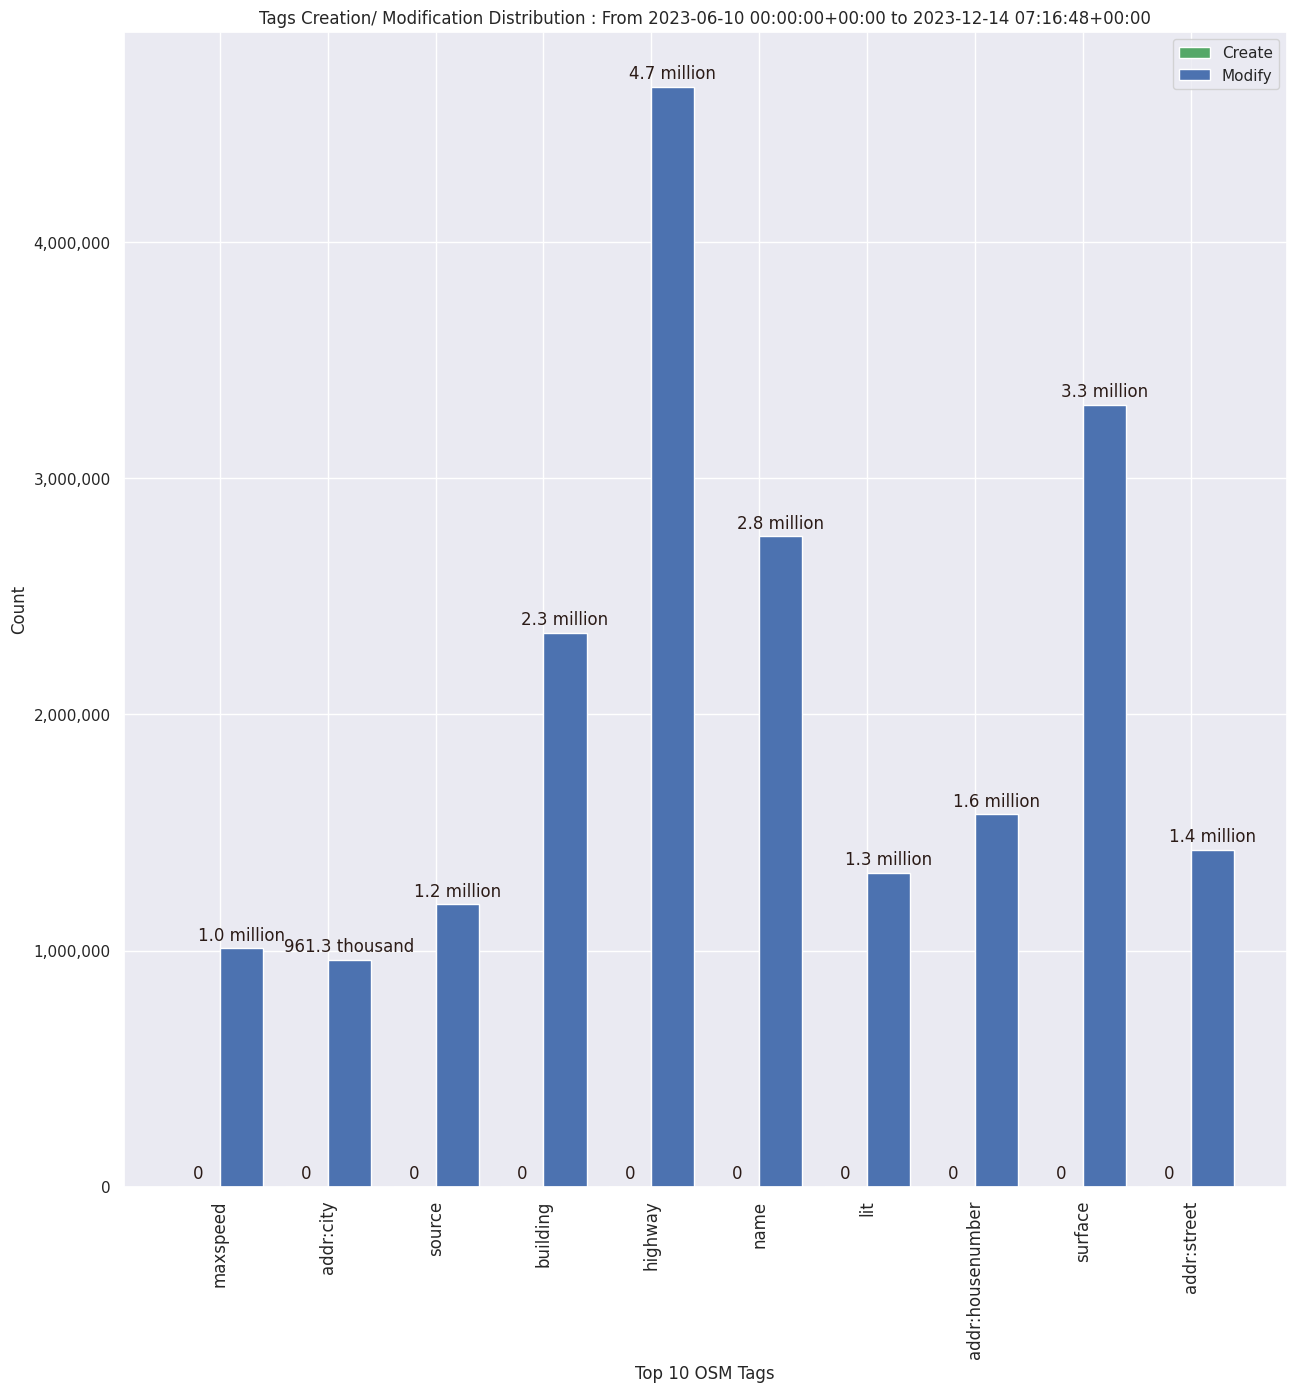 Tags Creation/ Modification Distribution : From 2023-06-10 00:00:00+00:00 to 2023-12-14 07:16:48+00:00
Create
Modify
4.7 million
4,000,000
3.3 million
3,000,000
2.8 million
2.3 million
2,000,000
1.6 million
1.4 million
1.3 million
1.2 million
1.0 million
961.3 thousand
1,000,000
0 0 0 0 0 0 0 0 0 0
0
Count
maxspeed
addr:city
source
building
highway
name
lit
addr:housenumber
surface
addr:street
Top 10 OSM Tags